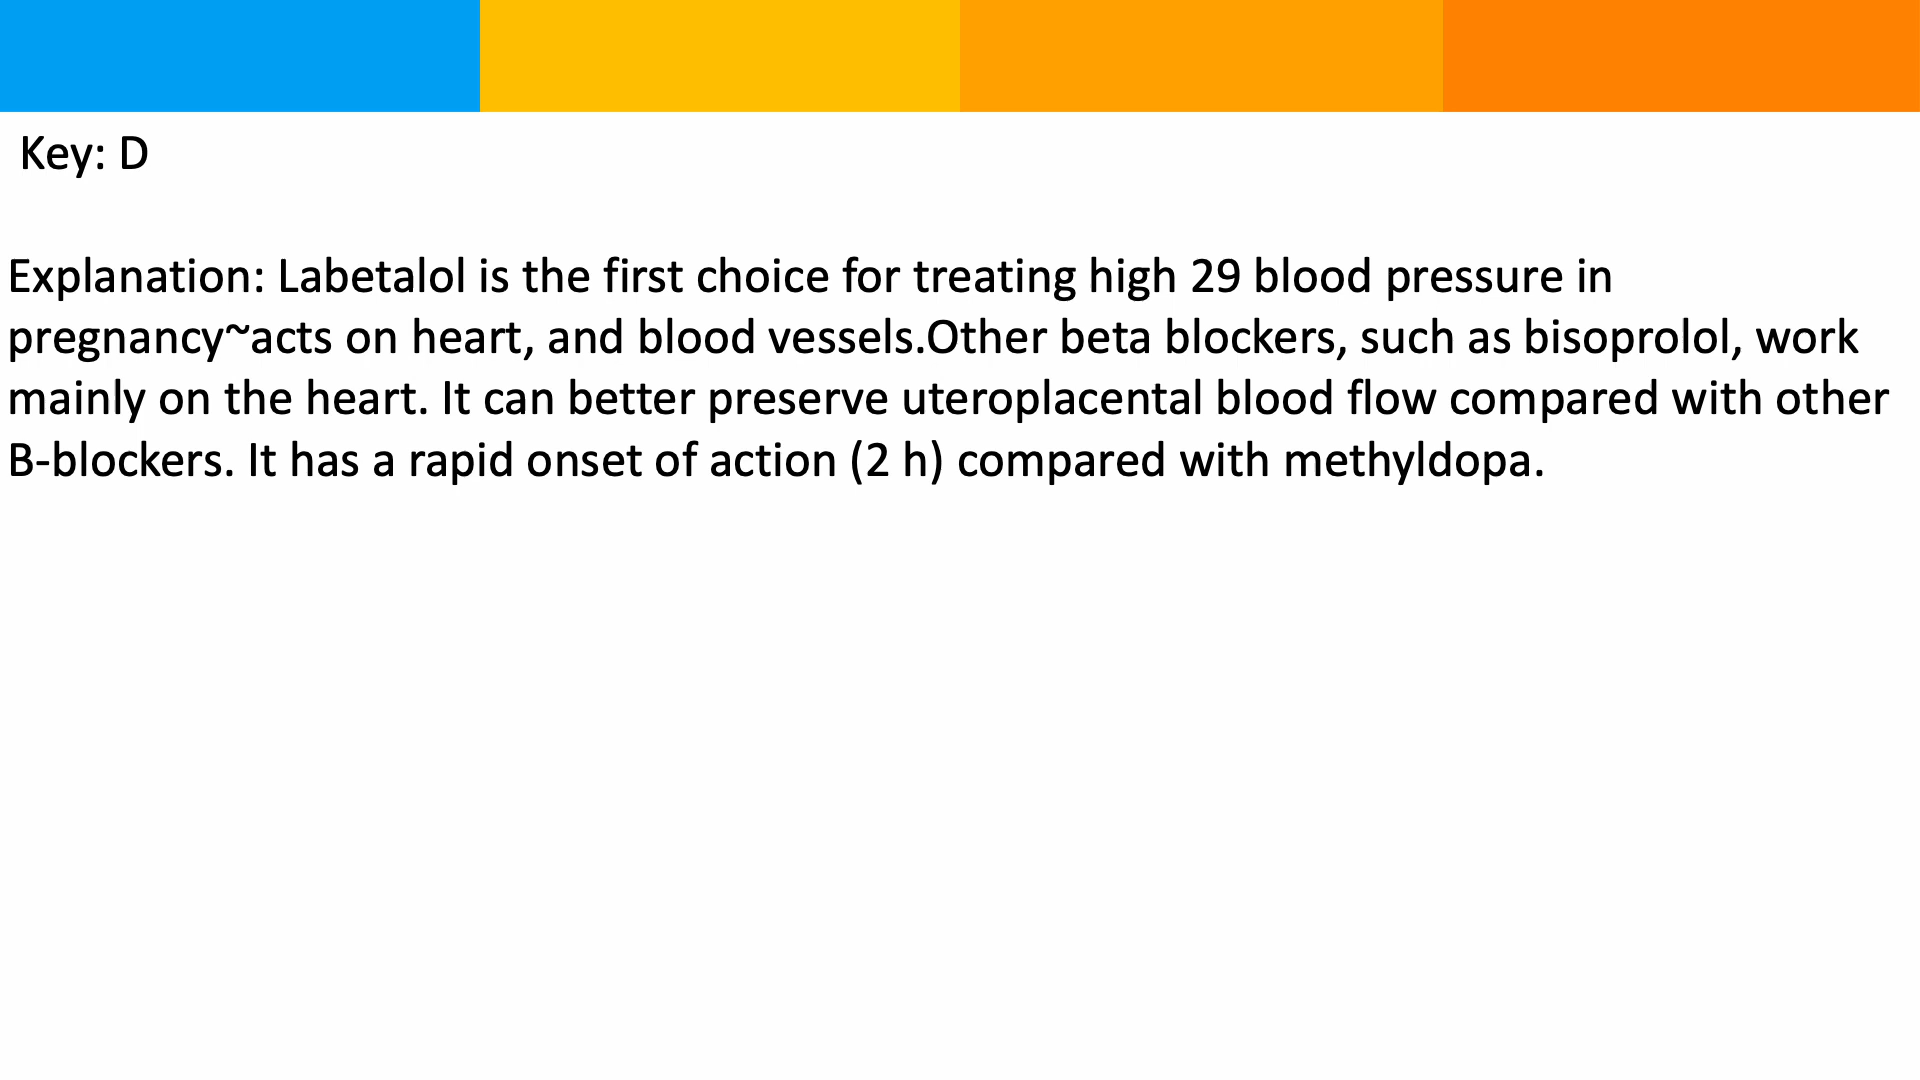 Key: D
Explanation: Labetalol is the first choice for treating high 29 blood pressure in
pregnancy~acts on heart, and blood vessels.Other beta blockers, such as bisoprolol, work
mainly on the heart. It can better preserve uteroplacental blood flow compared with other
B-blockers. It has a rapid onset of action (2 h) compared with methyldopa.